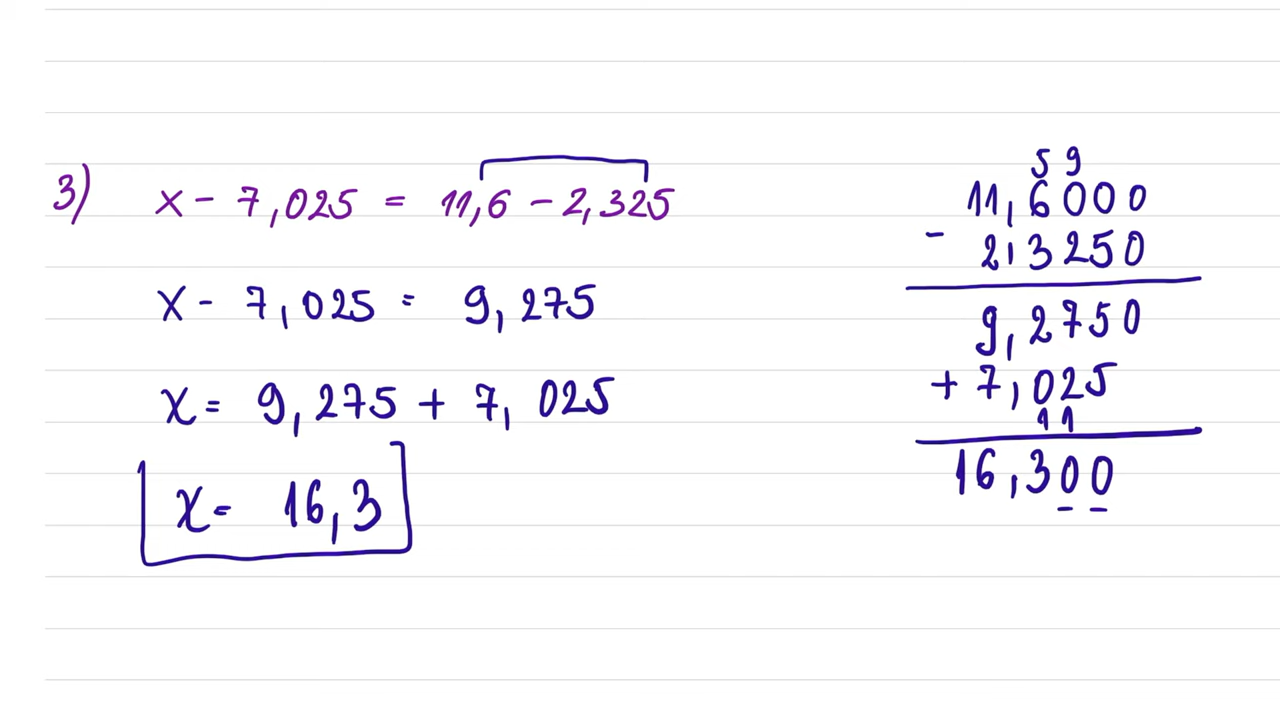 3) x - 7,025 = 11,6 - 2,325
x - 7,025 = 9,275
x = 9,275 + 7,025
x = 16,3
5 9
11,6000
- 2,3250
9,2750
+ 7,025
1 1
16,300